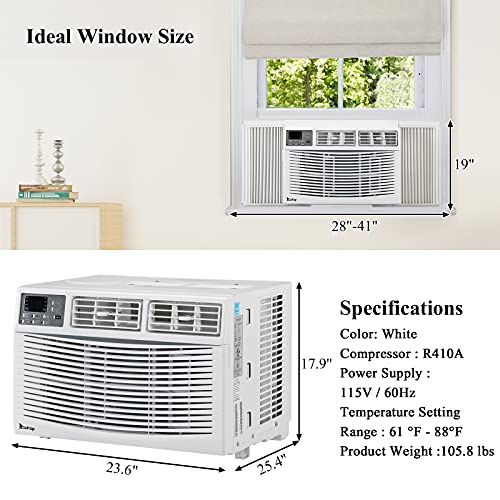 Ideal Window Size
19"
28"-41"
17.9"
23.6"
25.4"
Specifications
Color: White
Compressor : R410A
Power Supply :
115V / 60Hz
Temperature Setting
Range : 61 °F - 88°F
Product Weight :105.8 lbs